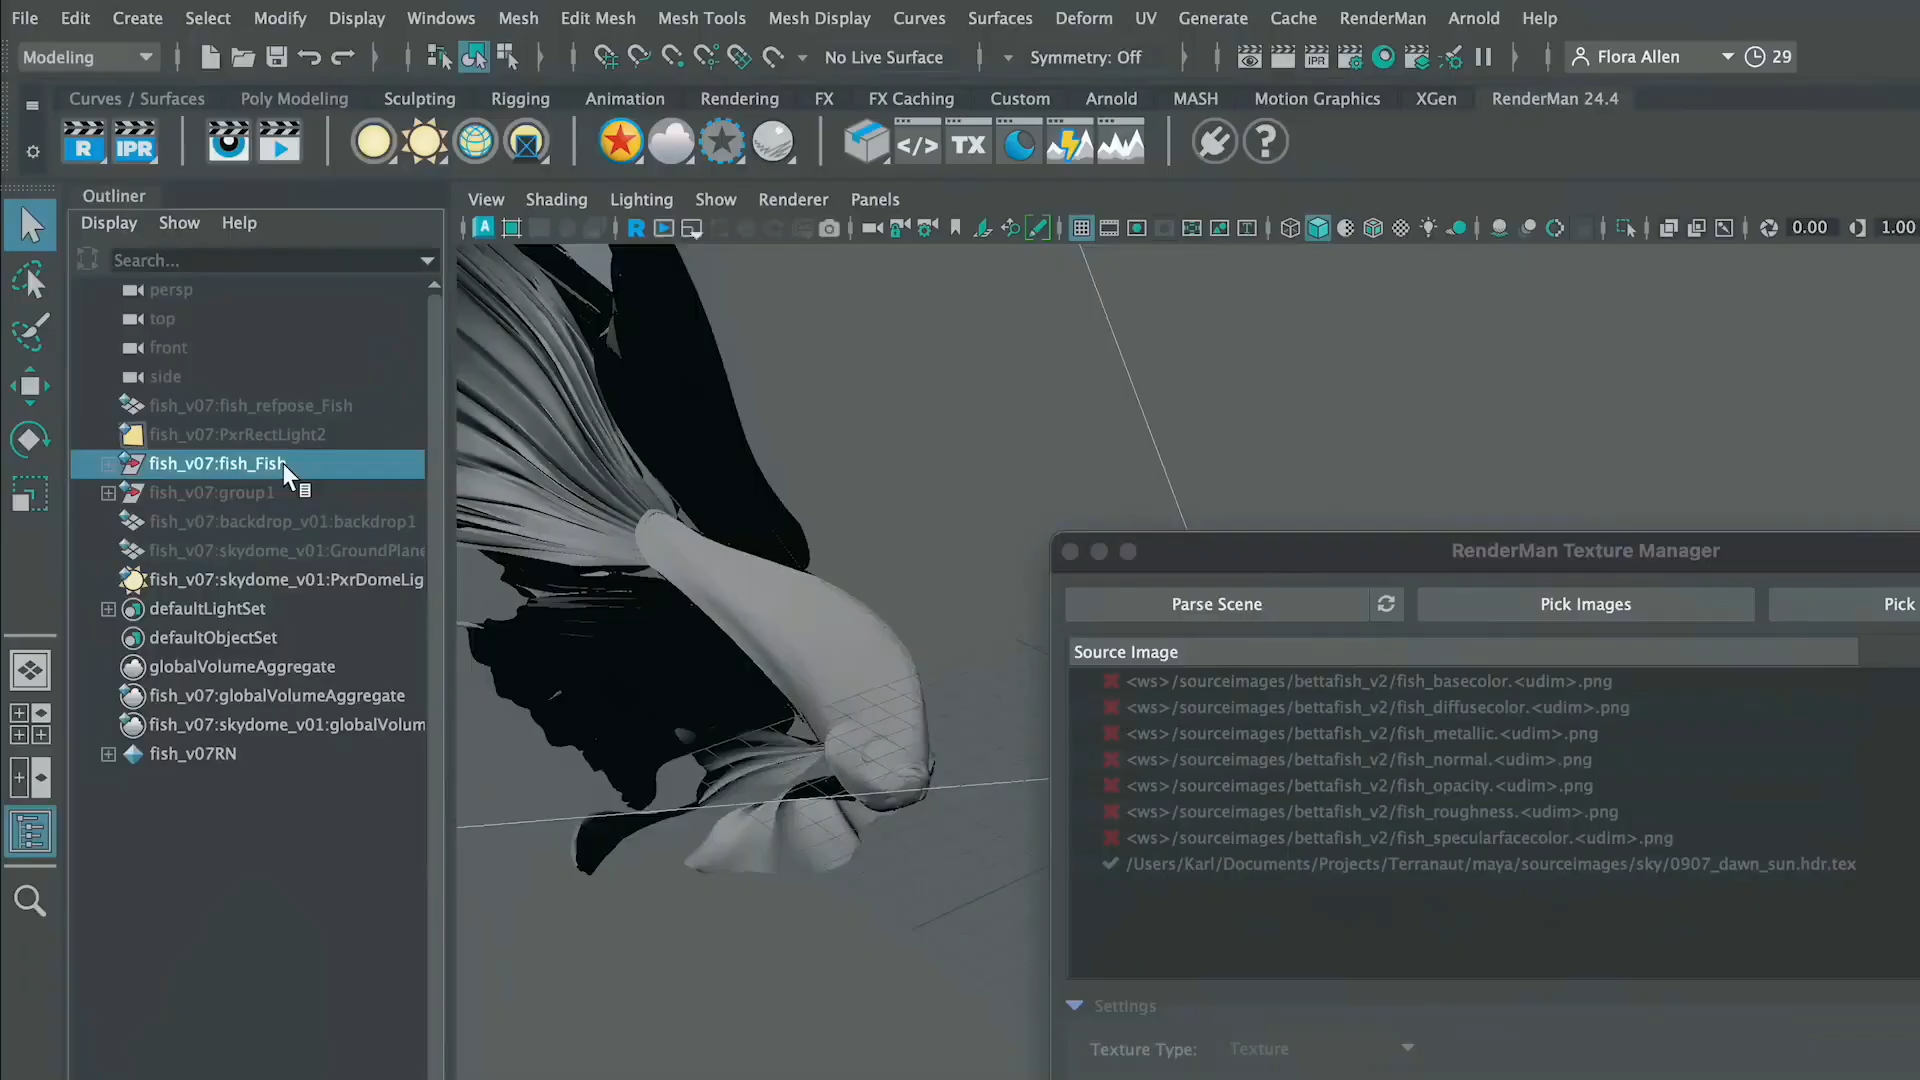 File Edit Create Select Modify Display Windows Mesh Edit Mesh Mesh Tools Mesh Display Curves Surfaces Deform UV Generate Cache RenderMan Arnold Help
Modeling No Live Surface Symmetry: Off IPR Flora Allen 29
Curves / Surfaces Poly Modeling Sculpting Rigging Animation Rendering FX FX Caching Custom Arnold MASH Motion Graphics XGen RenderMan 24.4
R IPR </> TX ?
Outliner
Display Show Help
Search...
persp
top
front
side
fish_v07:fish_refpose_Fish
fish_v07:PxrRectLight2
fish_v07:fish_Fish
fish_v07:group1
fish_v07:backdrop_v01:backdrop1
fish_v07:skydome_v01:GroundPlane
fish_v07:skydome_v01:PxrDomeLig
defaultLightSet
defaultObjectSet
globalVolumeAggregate
fish_v07:globalVolumeAggregate
fish_v07:skydome_v01:globalVolum
fish_v07RN
View Shading Lighting Show Renderer Panels
A R T 0.00 1.00
RenderMan Texture Manager
Parse Scene Pick Images Pick
Source Image
<ws>/sourceimages/bettafish_v2/fish_basecolor.<udim>.png
<ws>/sourceimages/bettafish_v2/fish_diffusecolor.<udim>.png
<ws>/sourceimages/bettafish_v2/fish_metallic.<udim>.png
<ws>/sourceimages/bettafish_v2/fish_normal.<udim>.png
<ws>/sourceimages/bettafish_v2/fish_opacity.<udim>.png
<ws>/sourceimages/bettafish_v2/fish_roughness.<udim>.png
<ws>/sourceimages/bettafish_v2/fish_specularfacecolor.<udim>.png
/Users/Karl/Documents/Projects/Terranaut/maya/sourceimages/sky/0907_dawn_sun.hdr.tex
Settings
Texture Type: Texture